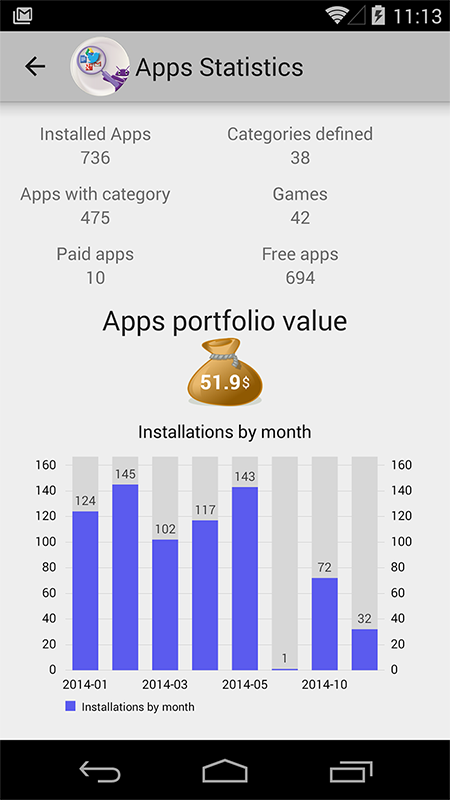 11:13
Apps Statistics
Installed Apps Categories defined
736 38
Apps with category Games
475 42
Paid apps Free apps
10 694
Apps portfolio value
51.9$
Installations by month
160 160
140 140
120 120
100 100
80 80
60 60
40 40
20 20
0 0
124 145 102 117 143 1 72 32
2014-01 2014-03 2014-05 2014-10
Installations by month